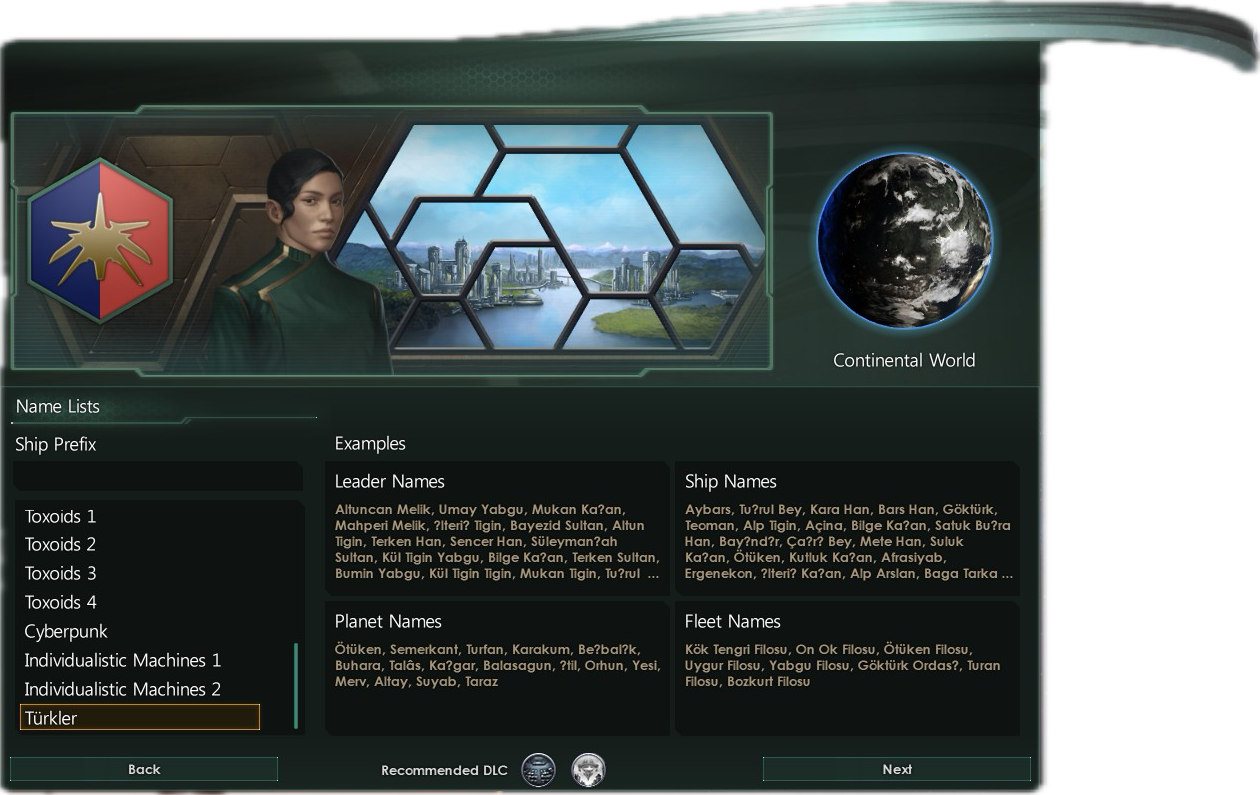 Continental World
Name Lists
Ship Prefix
Toxoids 1
Toxoids 2
Toxoids 3
Toxoids 4
Cyberpunk
Individualistic Machines 1
Individualistic Machines 2
Türkler
Examples
Leader Names
Altuncan Melik, Umay Yabgu, Mukan Ka?an,
Mahperi Melik, ?lteri? Tigin, Bayezid Sultan, Altun
Tigin, Terken Han, Sencer Han, Süleyman?ah
Sultan, Kül Tigin Yabgu, Bilge Ka?an, Terken Sultan,
Bumin Yabgu, Kül Tigin Tigin, Mukan Tigin, Tu?rul ...
Ship Names
Aybars, Tu?rul Bey, Kara Han, Bars Han, Göktürk,
Teoman, Alp Tigin, Açina, Bilge Ka?an, Satuk Bu?ra
Han, Bay?nd?r, Ça?r? Bey, Mete Han, Suluk
Ka?an, Ötüken, Kutluk Ka?an, Afrasiyab,
Ergenekon, ?lteri? Ka?an, Alp Arslan, Baga Tarka ...
Planet Names
Ötüken, Semerkant, Turfan, Karakum, Be?bal?k,
Buhara, Talâs, Ka?gar, Balasagun, ?til, Orhun, Yesi,
Merv, Altay, Suyab, Taraz
Fleet Names
Kök Tengri Filosu, On Ok Filosu, Ötüken Filosu,
Uygur Filosu, Yabgu Filosu, Göktürk Ordas?, Turan
Filosu, Bozkurt Filosu
Back
Recommended DLC
Next